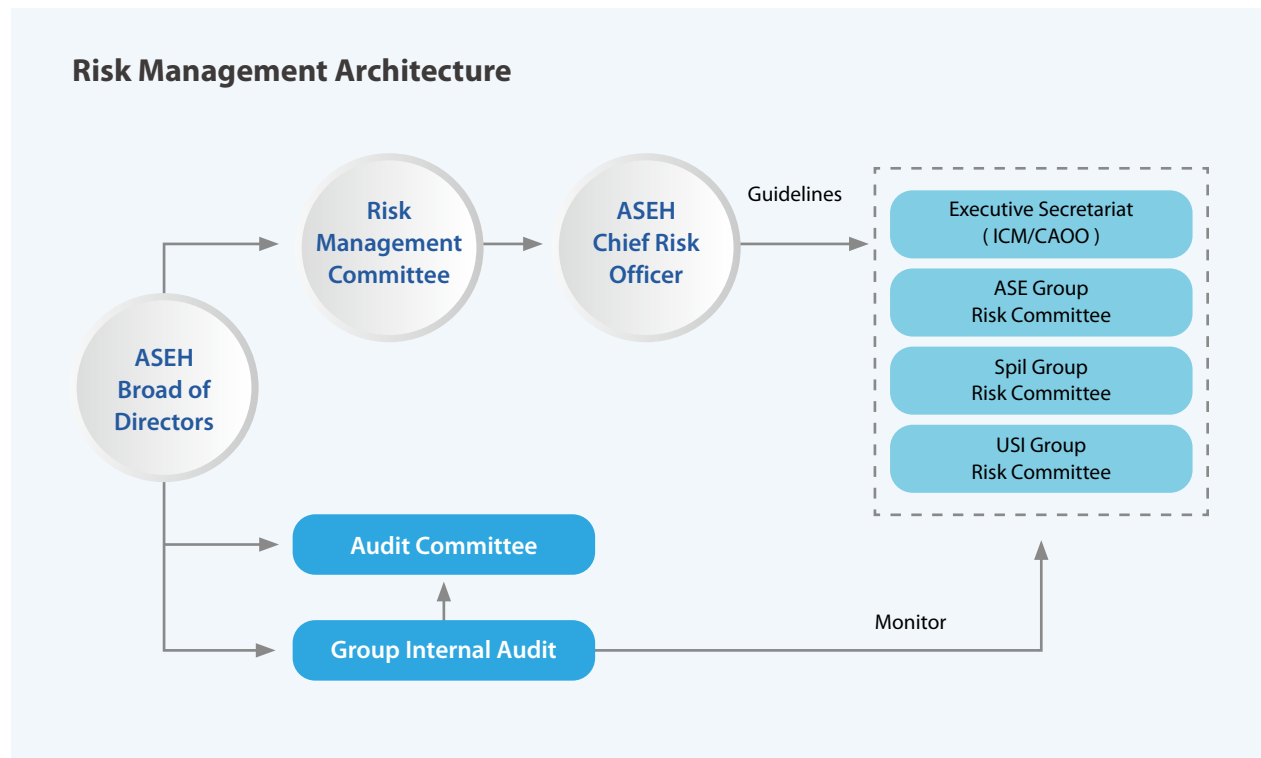 Risk Management Architecture
Risk
Management
Committee
ASEH
Chief Risk
Officer
Guidelines
Executive Secretariat
( ICM/CAOO )
ASE Group
Risk Committee
Spil Group
Risk Committee
USI Group
Risk Committee
ASEH
Broad of
Directors
Audit Committee
Group Internal Audit
Monitor